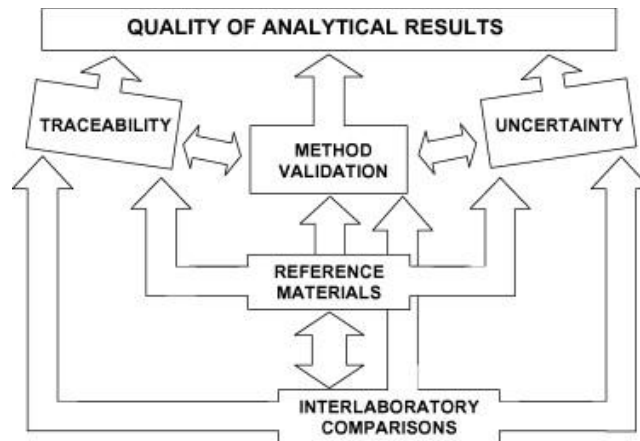 QUALITY OF ANALYTICAL RESULTS
TRACEABILITY
UNCERTAINTY
METHOD
VALIDATION
REFERENCE
MATERIALS
INTERLABORATORY
COMPARISONS